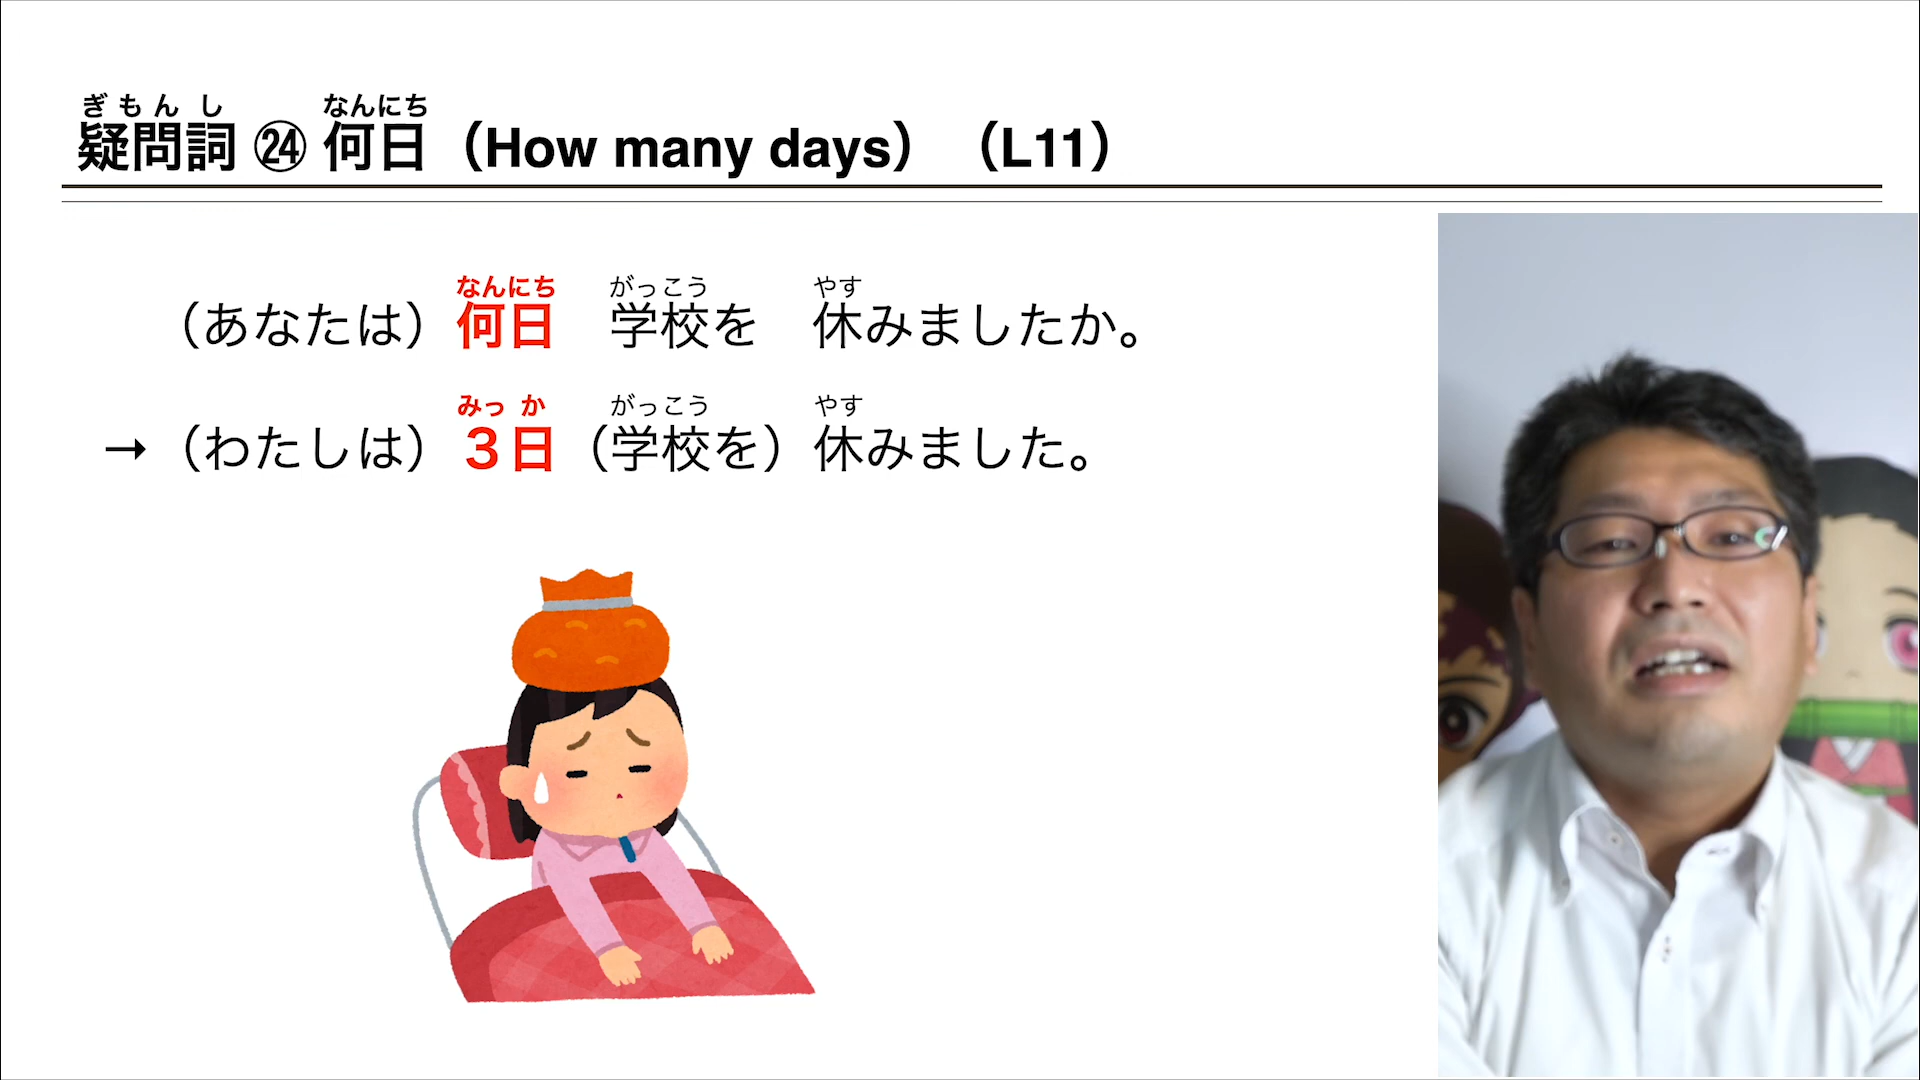 ぎもんし なんにち
疑問詞 ㉔ 何日（How many days）（L11）
なんにち がっこう やす
（あなたは）何日 学校を 休みましたか。
みっか がっこう やす
→（わたしは）３日（学校を）休みました。